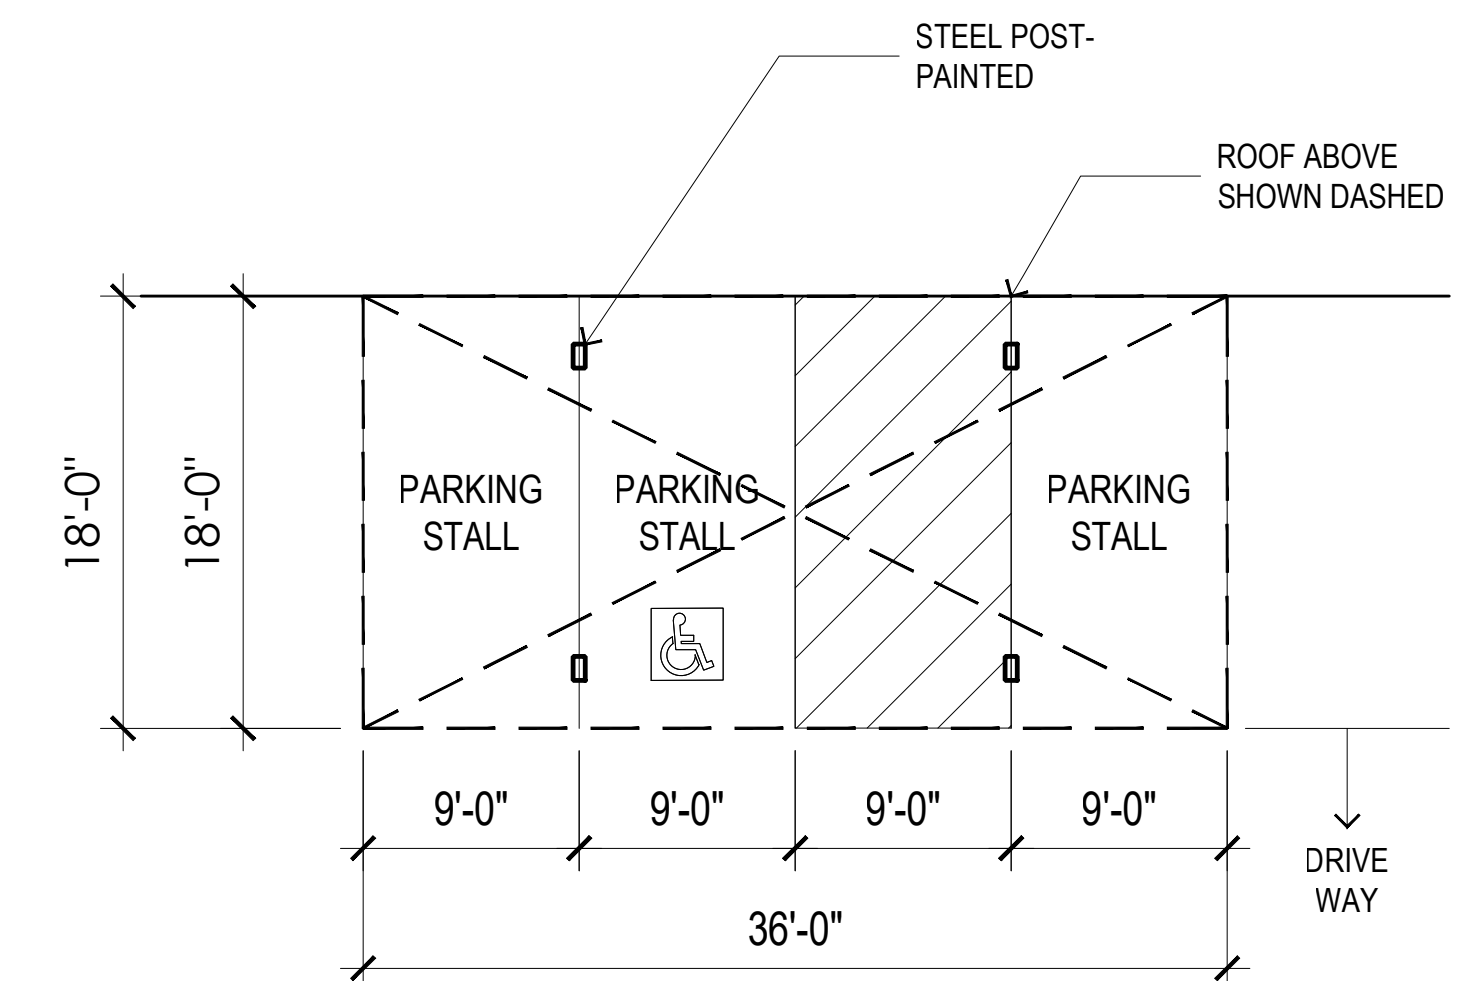 STEEL POST-
PAINTED
ROOF ABOVE
SHOWN DASHED
18'-0"
18'-0"
PARKING
STALL
PARKING
STALL
PARKING
STALL
9'-0"
9'-0"
9'-0"
9'-0"
36'-0"
DRIVE
WAY